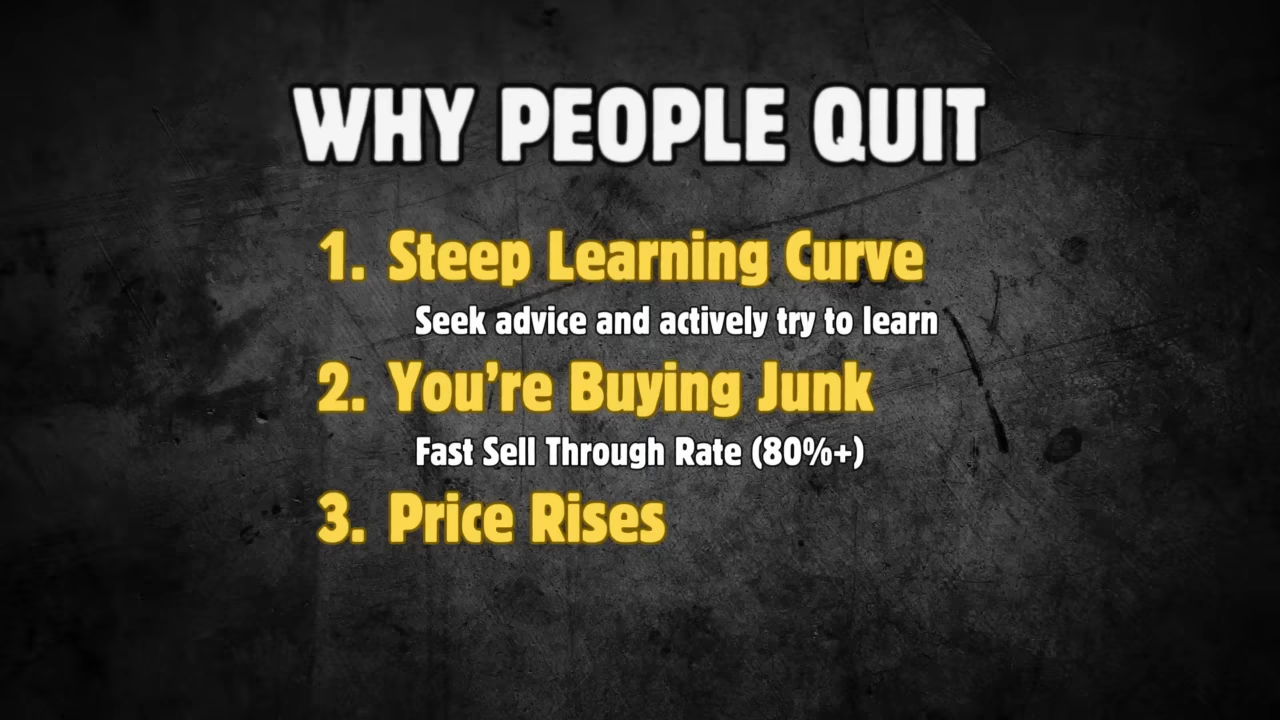 WHY PEOPLE QUIT
1. Steep Learning Curve
Seek advice and actively try to learn
2. You're Buying Junk
Fast Sell Through Rate (80%+)
3. Price Rises